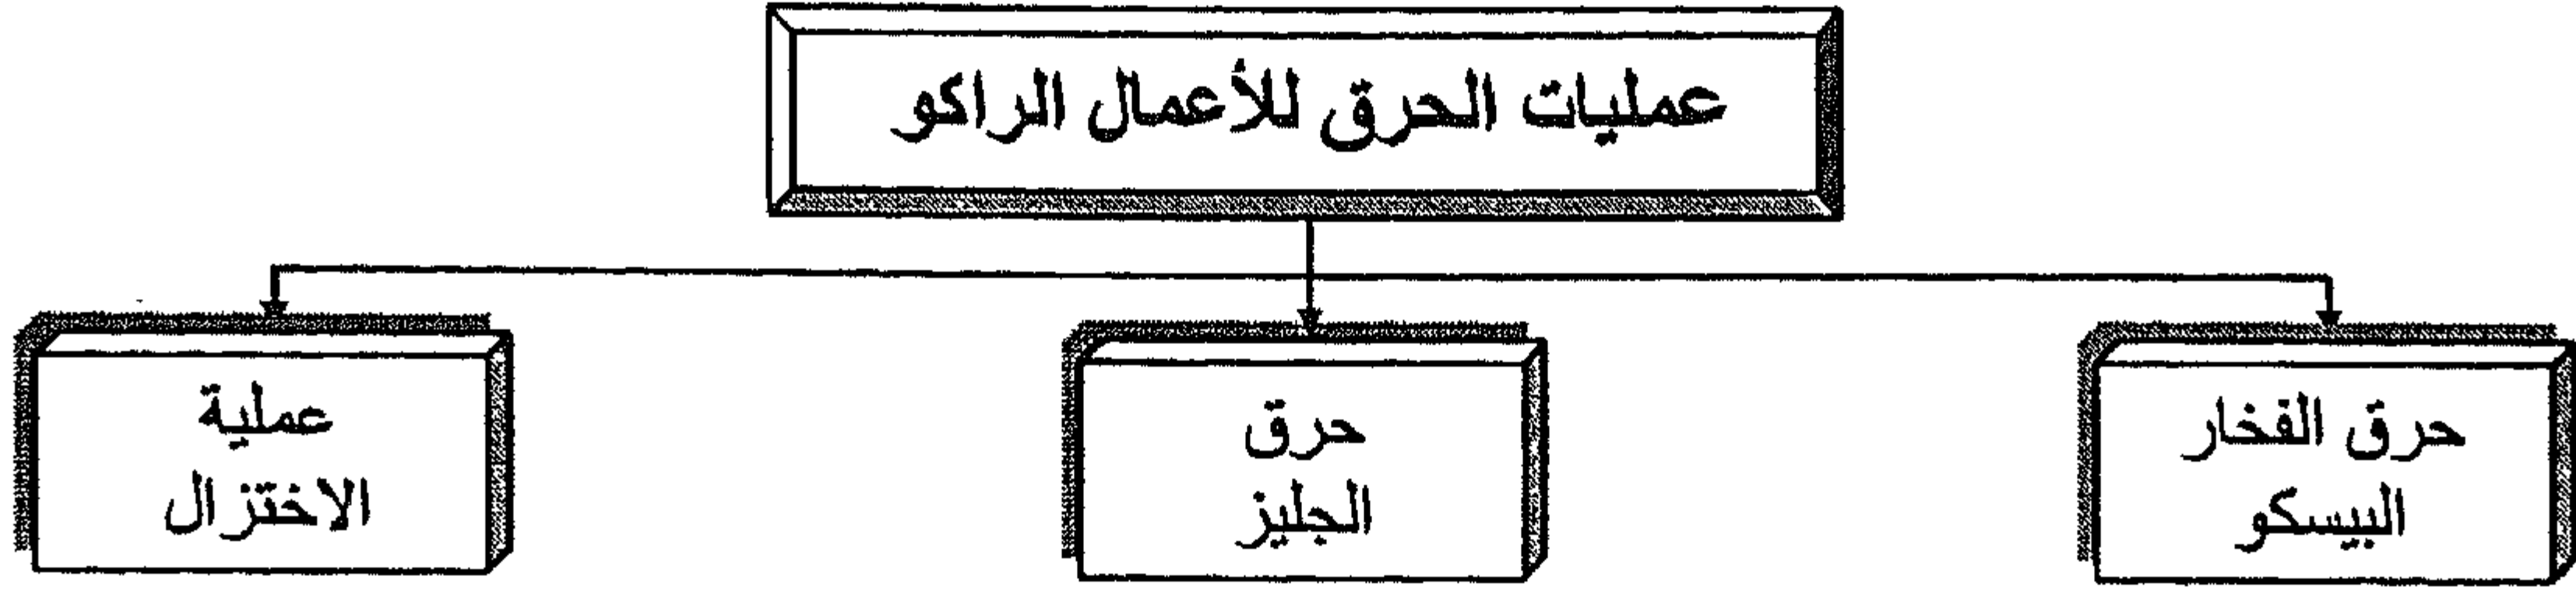 عمليات الحرق للأعمال الراكو
حرق الفخار
البيسكو
حرق
الجليز
عملية
الاختزال